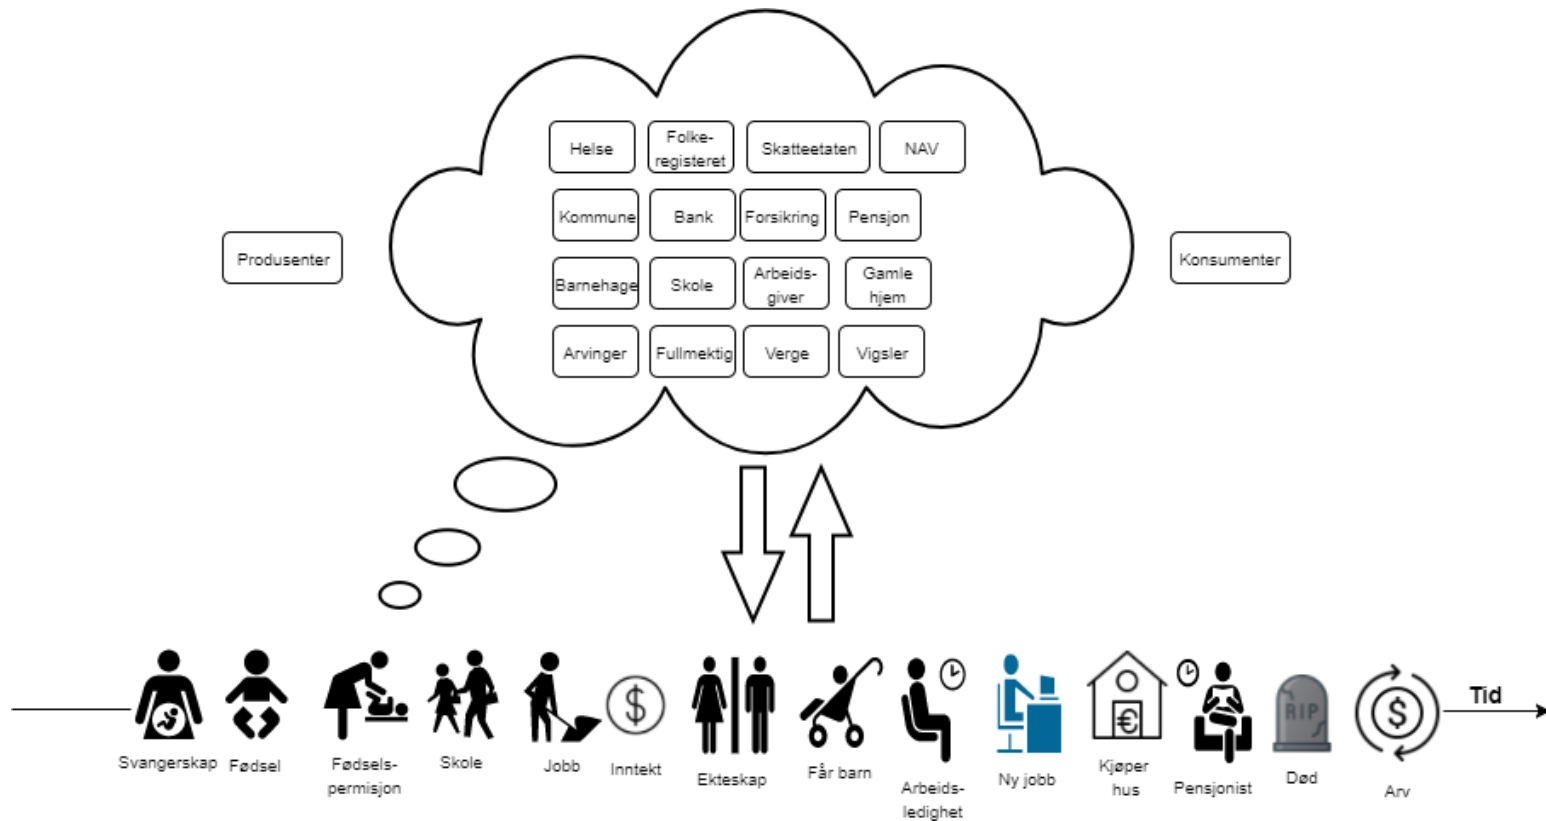 Helse
Folke-
registeret
Skatteetaten
NAV
Kommune
Bank
Forsikring
Pensjon
Produsenter
Konsumenter
Barnehage
Skole
Arbeids-
giver
Gamle
hjem
Arvinger
Fullmektig
Verge
Vigsler
$
€
RIP
$
Tid
Svangerskap
Fødsel
Fødsels-
permisjon
Skole
Jobb
Inntekt
Ekteskap
Får barn
Arbeids-
ledighet
Ny jobb
Kjøper
hus
Pensjonist
Død
Arv